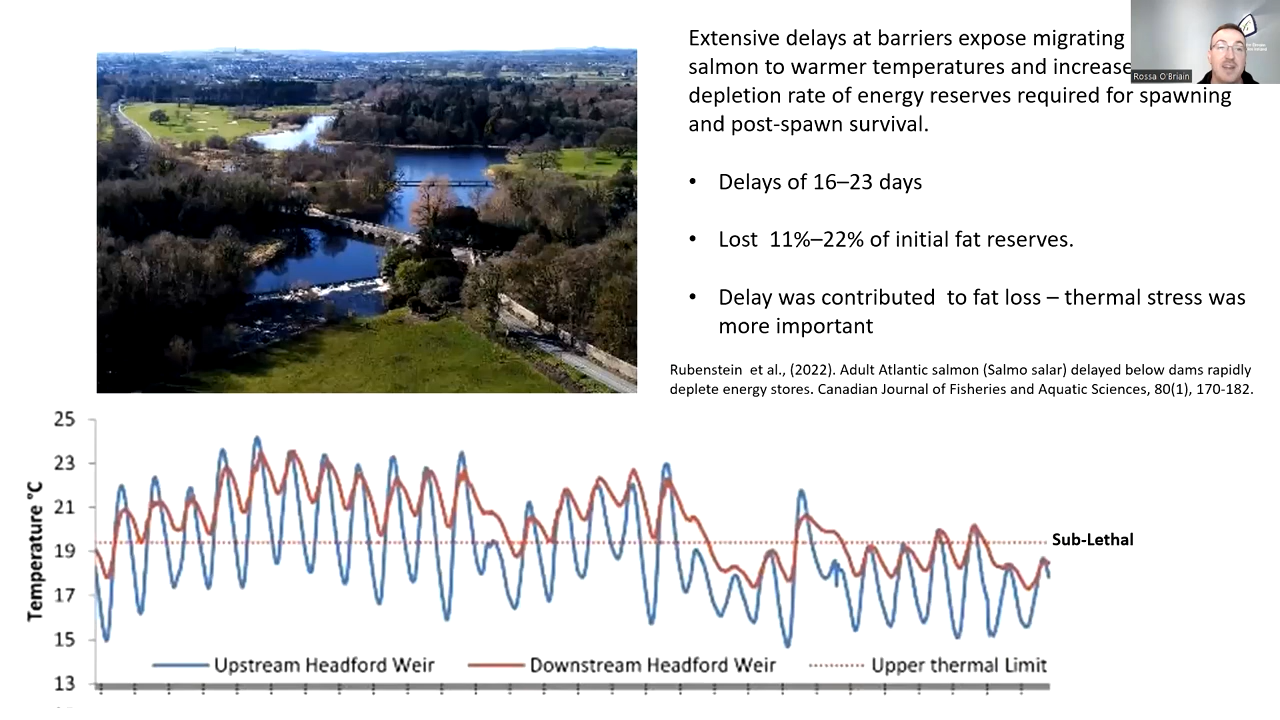 Extensive delays at barriers expose migrating
salmon to warmer temperatures and increase
depletion rate of energy reserves required for spawning
and post-spawn survival.
• Delays of 16–23 days
• Lost  11%–22% of initial fat reserves.
• Delay was contributed  to fat loss – thermal stress was
more important
Rossa O'Briain
Rubenstein  et al., (2022). Adult Atlantic salmon (Salmo salar) delayed below dams rapidly
deplete energy stores. Canadian Journal of Fisheries and Aquatic Sciences, 80(1), 170-182.
Temperature °C
25
23
21
19
17
15
13
Sub-Lethal
Upstream Headford Weir
Downstream Headford Weir
Upper thermal Limit